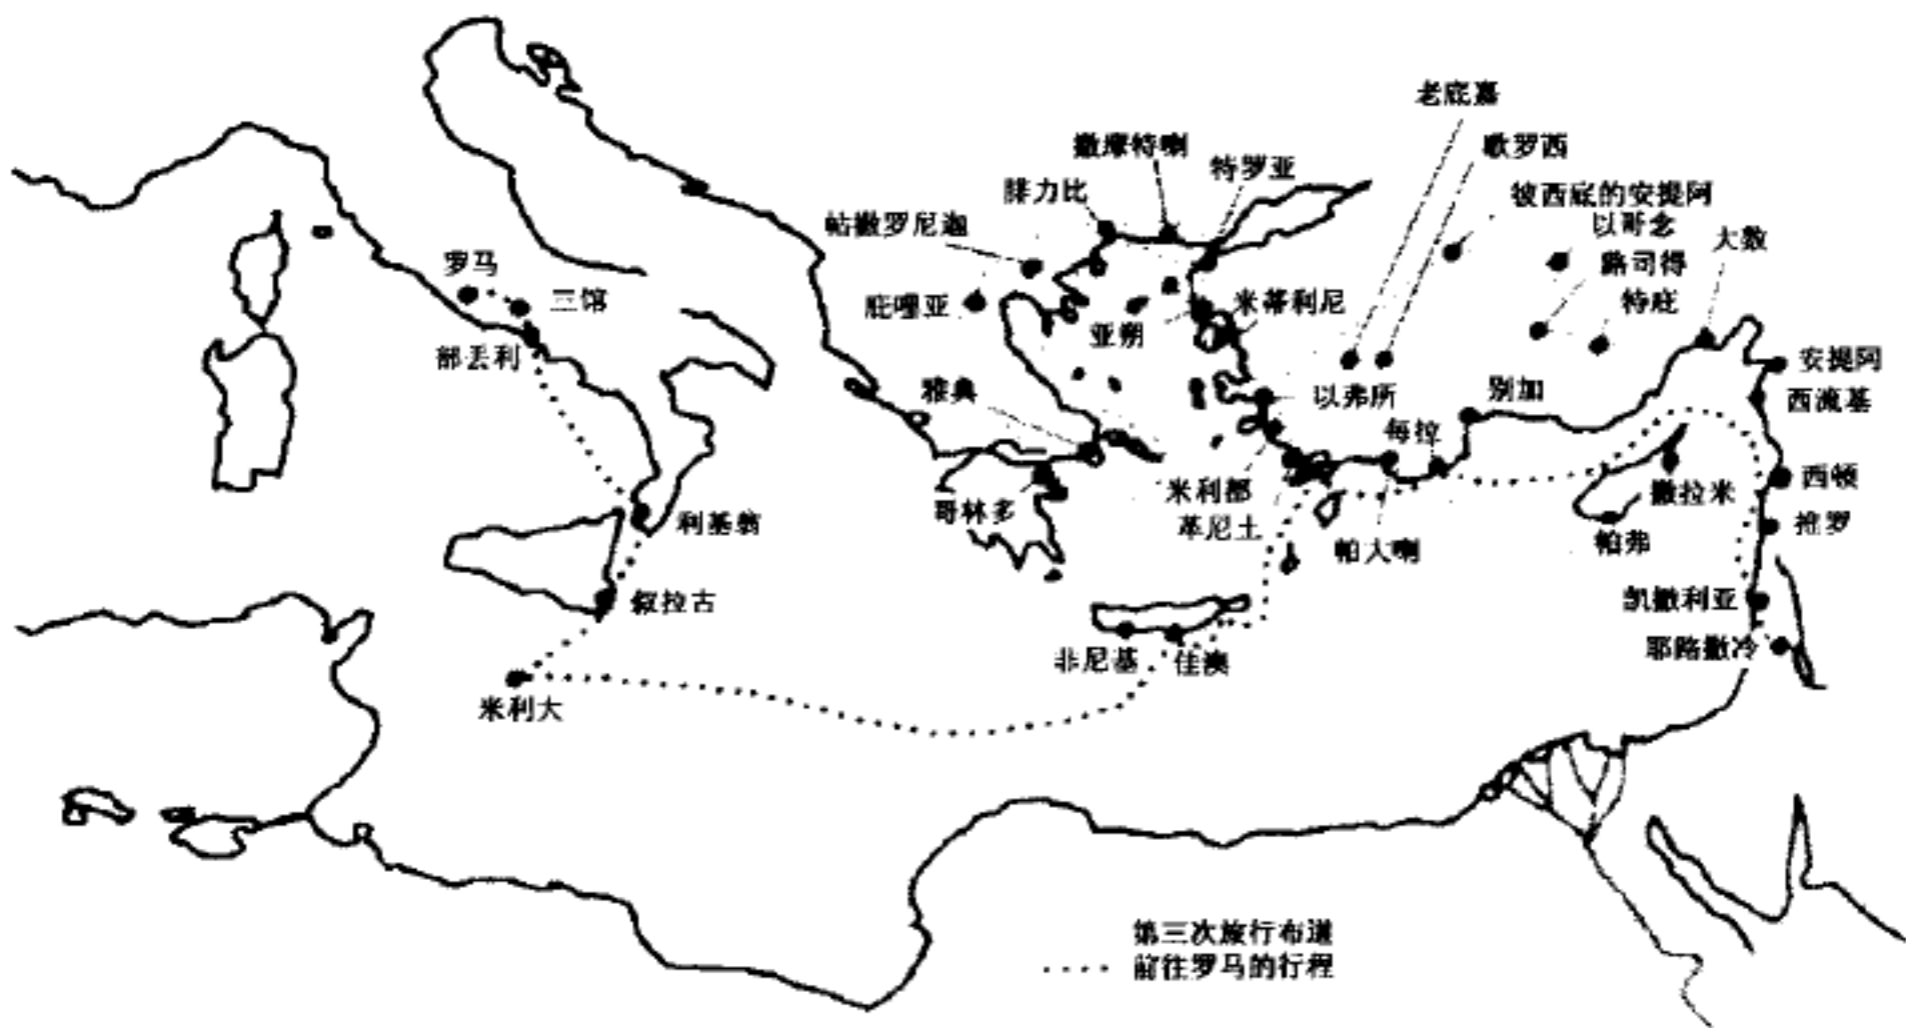 老底嘉
撒摩特喇
歌罗西
特罗亚
腓力比
彼西底的安提阿
帖撒罗尼迦
以哥念
大数
罗马
路司得
三馆
庇哩亚
米蒂利尼
特庇
亚朔
部丢利
安提阿
雅典
以弗所
别加
西流基
每拉
西顿
米利都
撒拉米
哥林多
利基翁
革尼土
推罗
帕大喇
帕弗
叙拉古
凯撒利亚
非尼基
佳澳
耶路撒冷
米利大
第三次旅行布道
前往罗马的行程